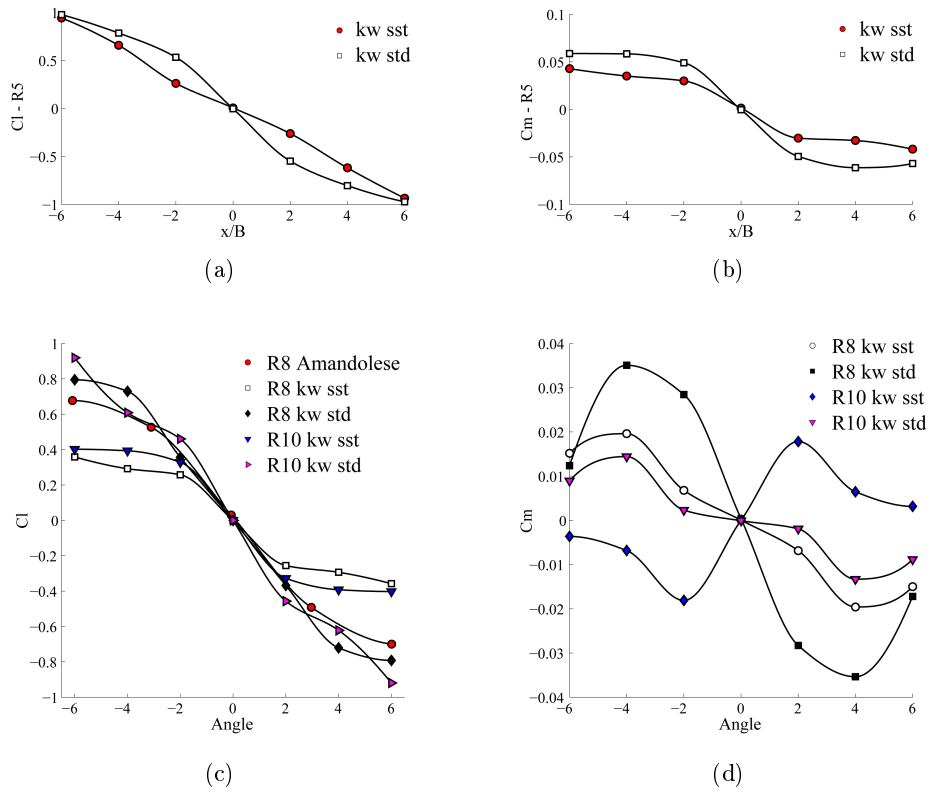 1
0.5
0
−0.5
−1
−6
−4
−2
0
2
4
6
x/B
Cl - R5
kw sst
kw std
(a)
0.1
0.05
0
−0.05
−0.1
−6
−4
−2
0
2
4
6
x/B
Cm - R5
kw sst
kw std
(b)
1
0.8
0.6
0.4
0.2
0
−0.2
−0.4
−0.6
−0.8
−1
−6
−4
−2
0
2
4
6
Angle
Cl
R8 Amandolese
R8 kw sst
R8 kw std
R10 kw sst
R10 kw std
(c)
0.04
0.03
0.02
0.01
0
−0.01
−0.02
−0.03
−0.04
−6
−4
−2
0
2
4
6
Angle
Cm
R8 kw sst
R8 kw std
R10 kw sst
R10 kw std
(d)